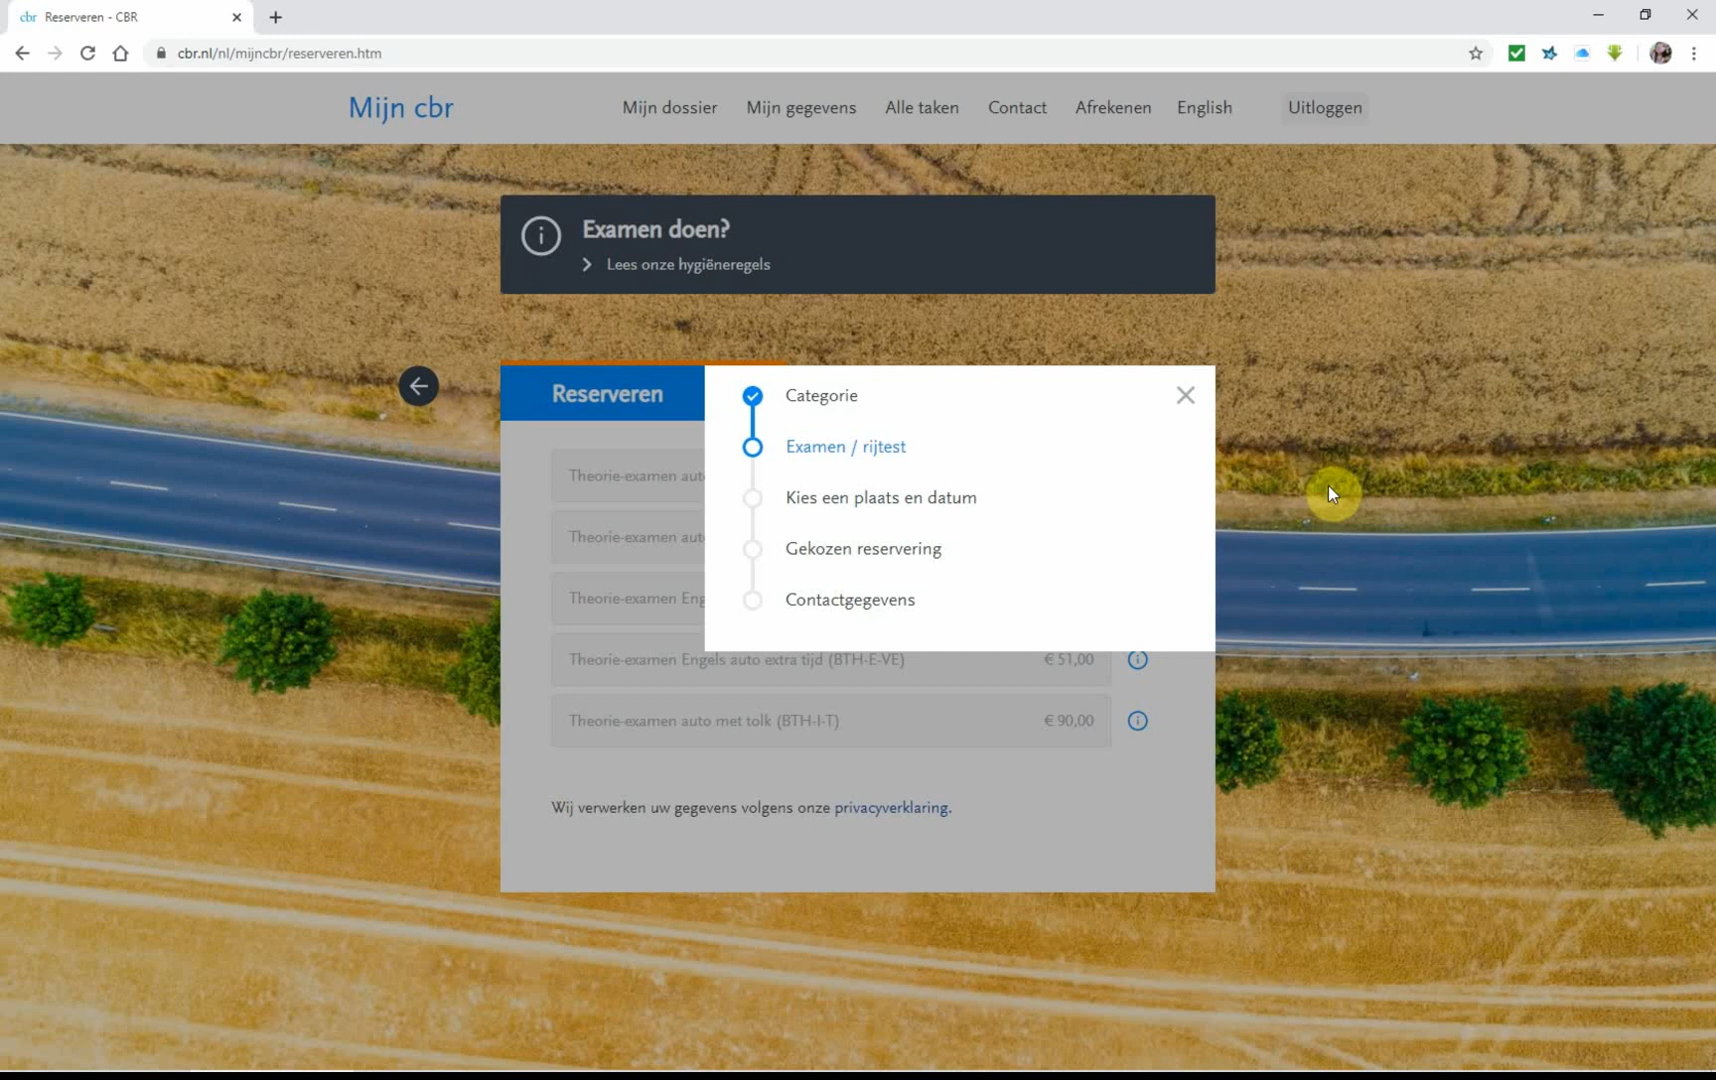 cbr Reserveren - CBR
cbr.nl/nl/mijncbr/reserveren.htm
Mijn cbr
Mijn dossier
Mijn gegevens
Alle taken
Contact
Afrekenen
English
Uitloggen
Examen doen?
Lees onze hygiëneregels
Reserveren
Categorie
Examen / rijtest
Kies een plaats en datum
Gekozen reservering
Contactgegevens
Theorie-examen
Theorie-examen
Theorie-examen
Theorie-examen Engels auto extra tijd (BTH-E-VE) € 51,00
Theorie-examen auto met tolk (BTH-I-T) € 90,00
Wij verwerken uw gegevens volgens onze privacyverklaring.